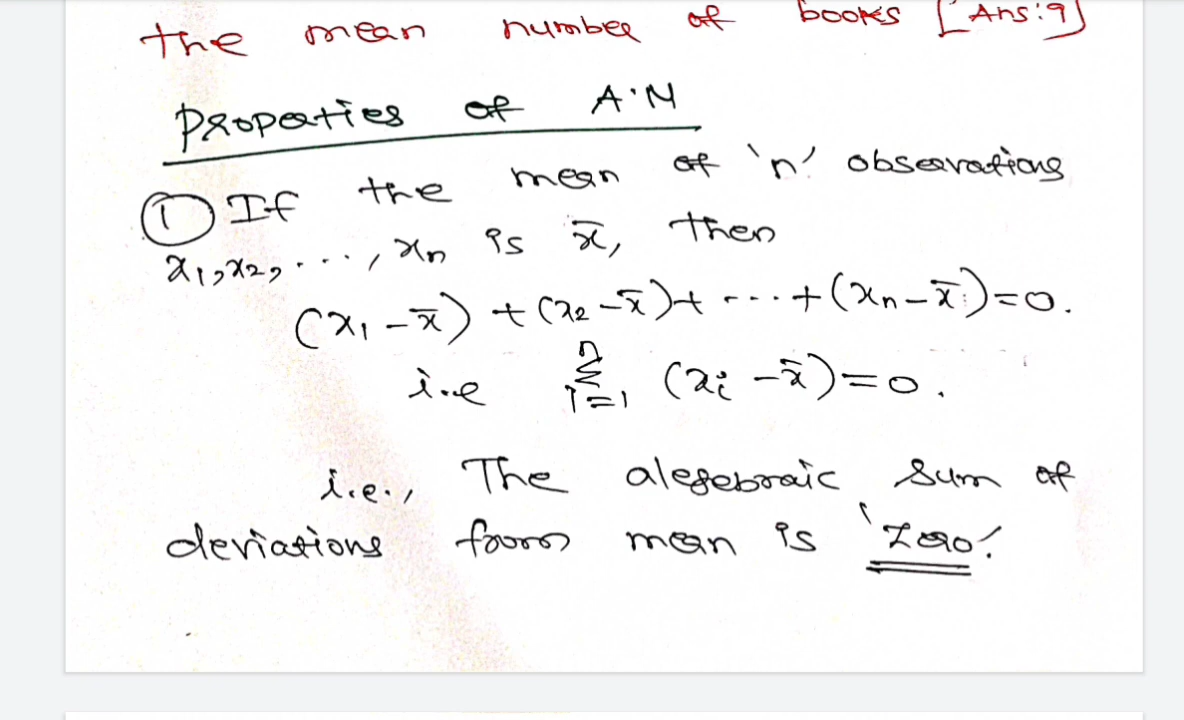 the mean number of books [Ans:9]
Properties of A·M
① If the mean of 'n' observations
x₁,x₂, ..., xₙ is x̄, then
(x₁ - x̄) + (x₂ - x̄) + ---- + (xₙ - x̄) = 0.
i.e n Σ i=1 (xᵢ - x̄) = 0.
i.e., The alegebraic sum of
deviations from mean is 'Zero'.